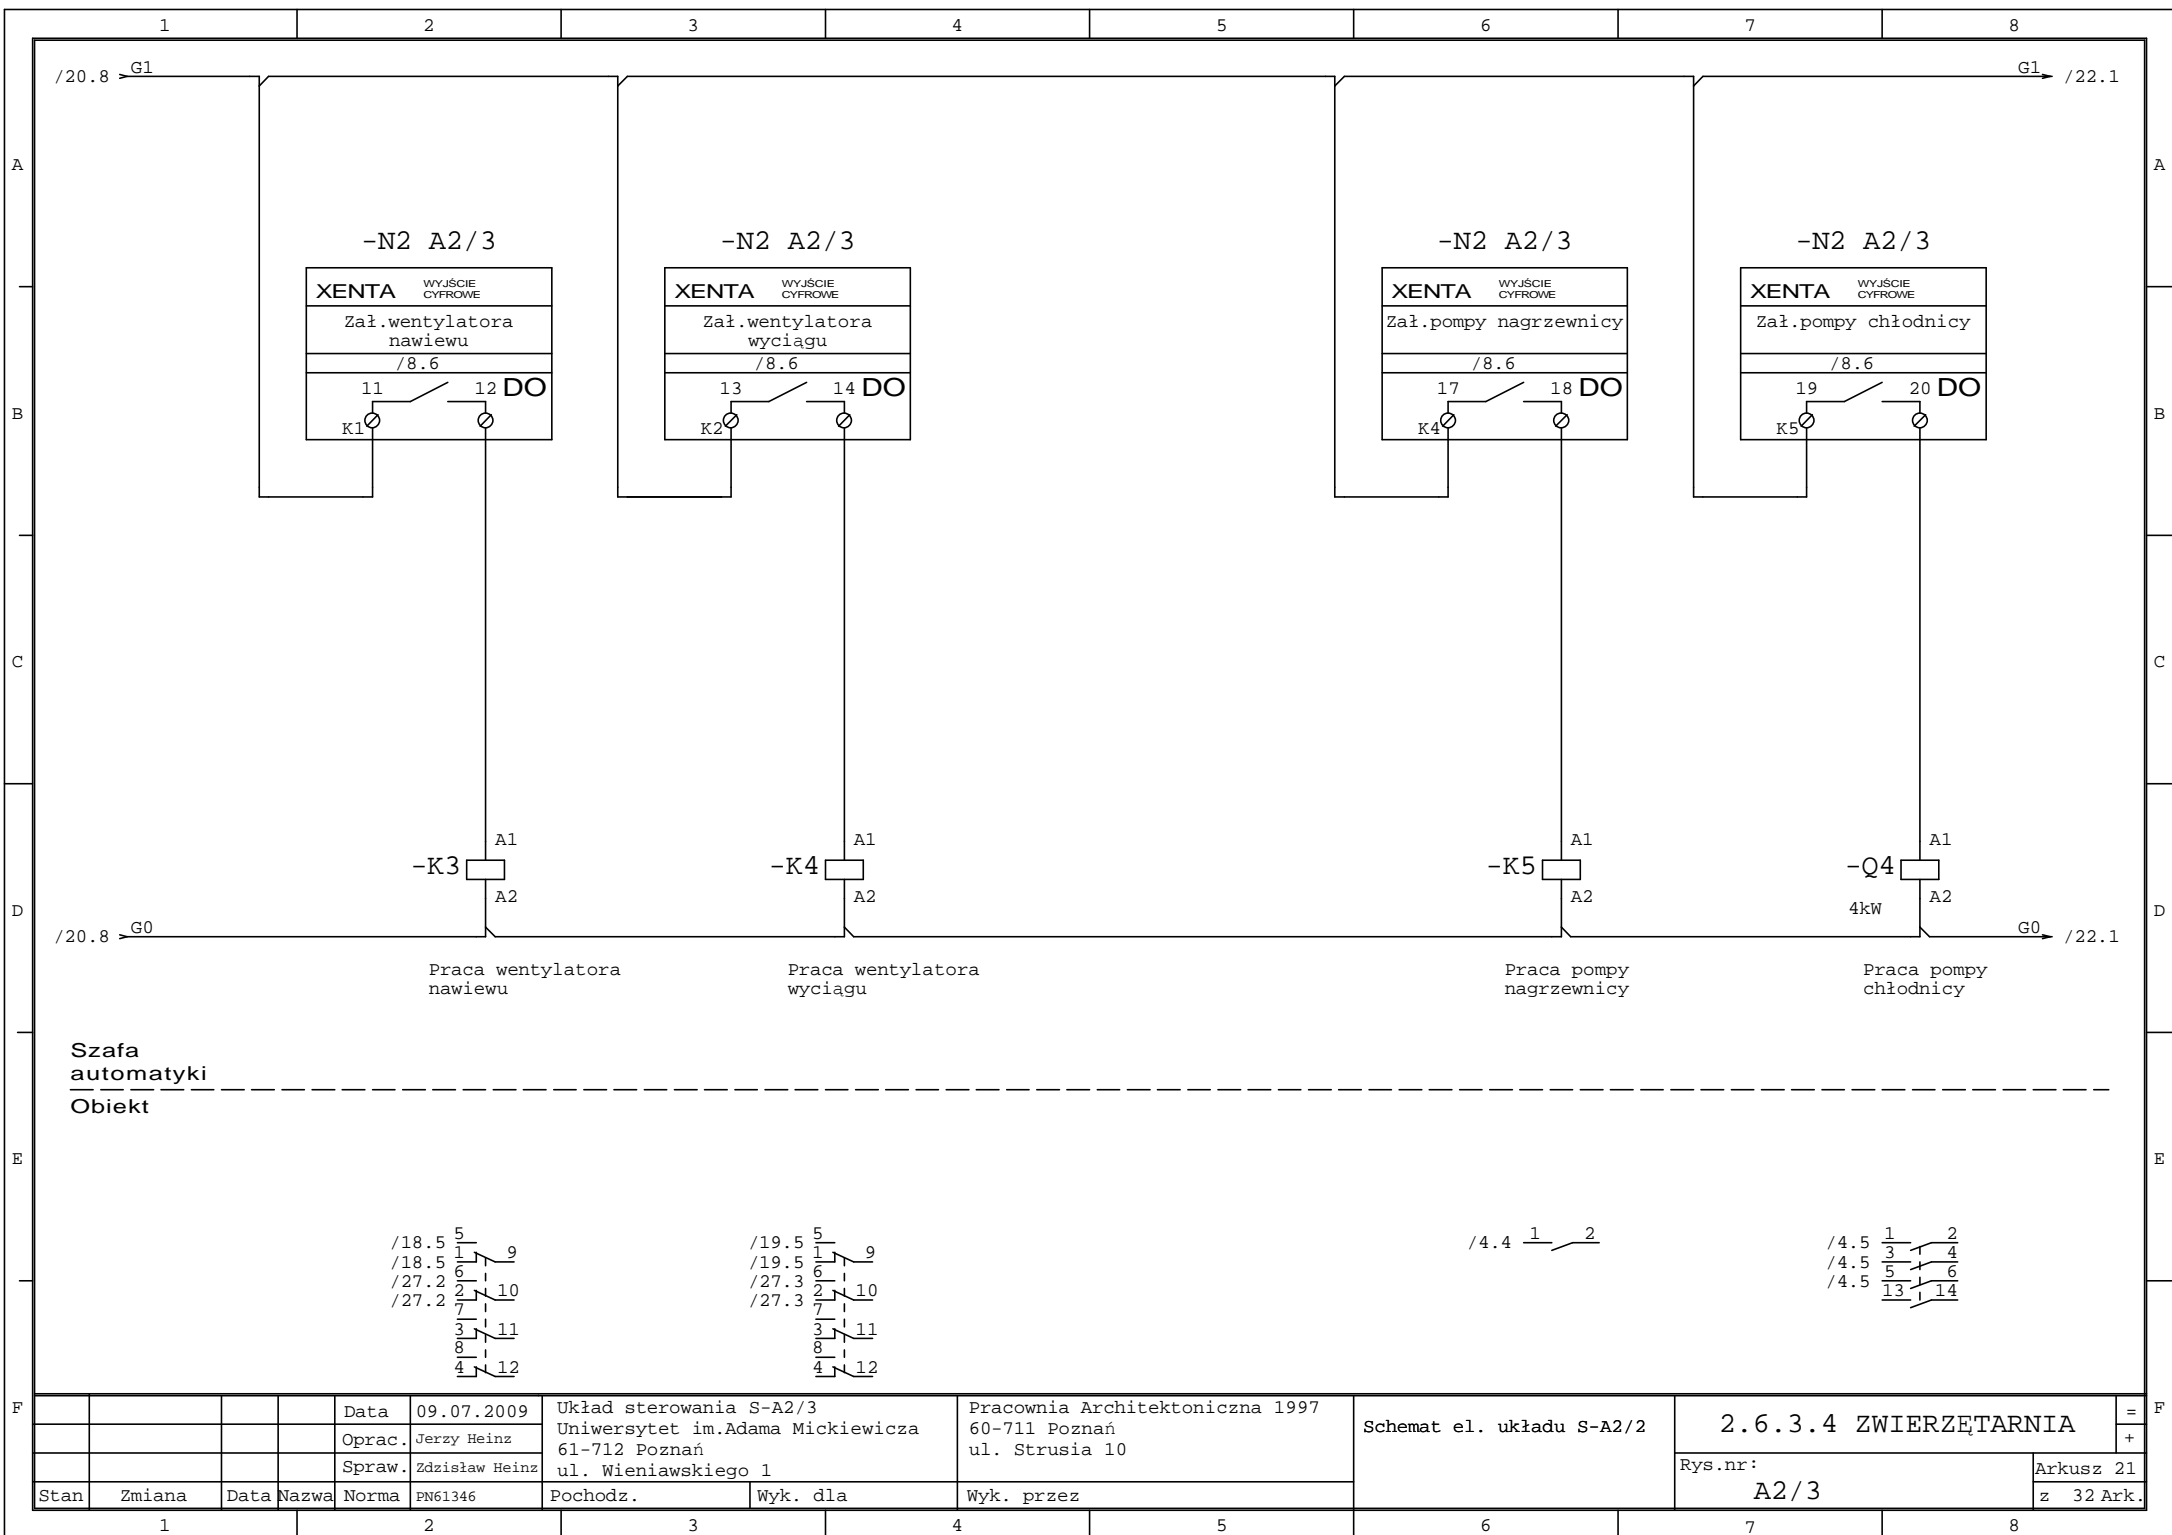 1 2 3 4 5 6 7 8
/20.8 G1 G1 /22.1
A A
-N2 A2/3 -N2 A2/3 -N2 A2/3 -N2 A2/3
XENTA WYJŚCIE CYFROWE
Zał.wentylatora
nawiewu
/8.6
11 12 DO
K1
XENTA WYJŚCIE CYFROWE
Zał.wentylatora
wyciągu
/8.6
13 14 DO
K2
XENTA WYJŚCIE CYFROWE
Zał.pompy nagrzewnicy
/8.6
17 18 DO
K4
XENTA WYJŚCIE CYFROWE
Zał.pompy chłodnicy
/8.6
19 20 DO
K5
B B
C C
A1 A1 A1 A1
-K3 -K4 -K5 -Q4
A2 A2 A2 A2
4kW
D D
/20.8 G0 G0 /22.1
Praca wentylatora
nawiewu
Praca wentylatora
wyciągu
Praca pompy
nagrzewnicy
Praca pompy
chłodnicy
Szafa
automatyki
Obiekt
E E
/18.5 5
/18.5 1 9
/27.2 6
/27.2 2 10
7
3 11
8
4 12
/19.5 5
/19.5 1 9
/27.3 6
/27.3 2 10
7
3 11
8
4 12
/4.4 1 2
/4.5 1 2
/4.5 3 4
/4.5 5 6
13 14
F F
Data 09.07.2009
Oprac. Jerzy Heinz
Spraw. Zdzisław Heinz
Stan Zmiana Data Nazwa Norma PN61346
Układ sterowania S-A2/3
Uniwersytet im.Adama Mickiewicza
61-712 Poznań
ul. Wieniawskiego 1
Pochodz. Wyk. dla
Pracownia Architektoniczna 1997
60-711 Poznań
ul. Strusia 10
Wyk. przez
Schemat el. układu S-A2/2
2.6.3.4 ZWIERZĘTARNIA
=
+
Rys.nr:
A2/3
Arkusz 21
z 32 Ark.
1 2 3 4 5 6 7 8